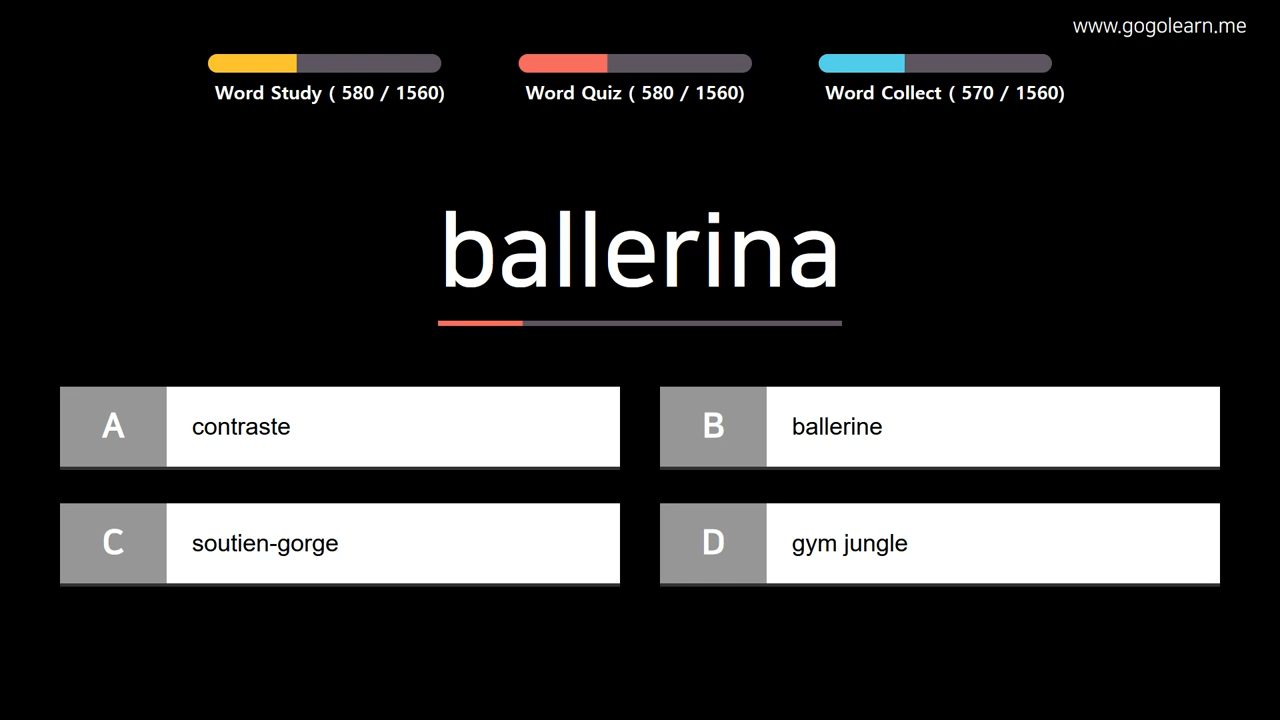 www.gogolearn.me
Word Study ( 580 / 1560)
Word Quiz ( 580 / 1560)
Word Collect ( 570 / 1560)
ballerina
A
contraste
B
ballerine
C
soutien-gorge
D
gym jungle